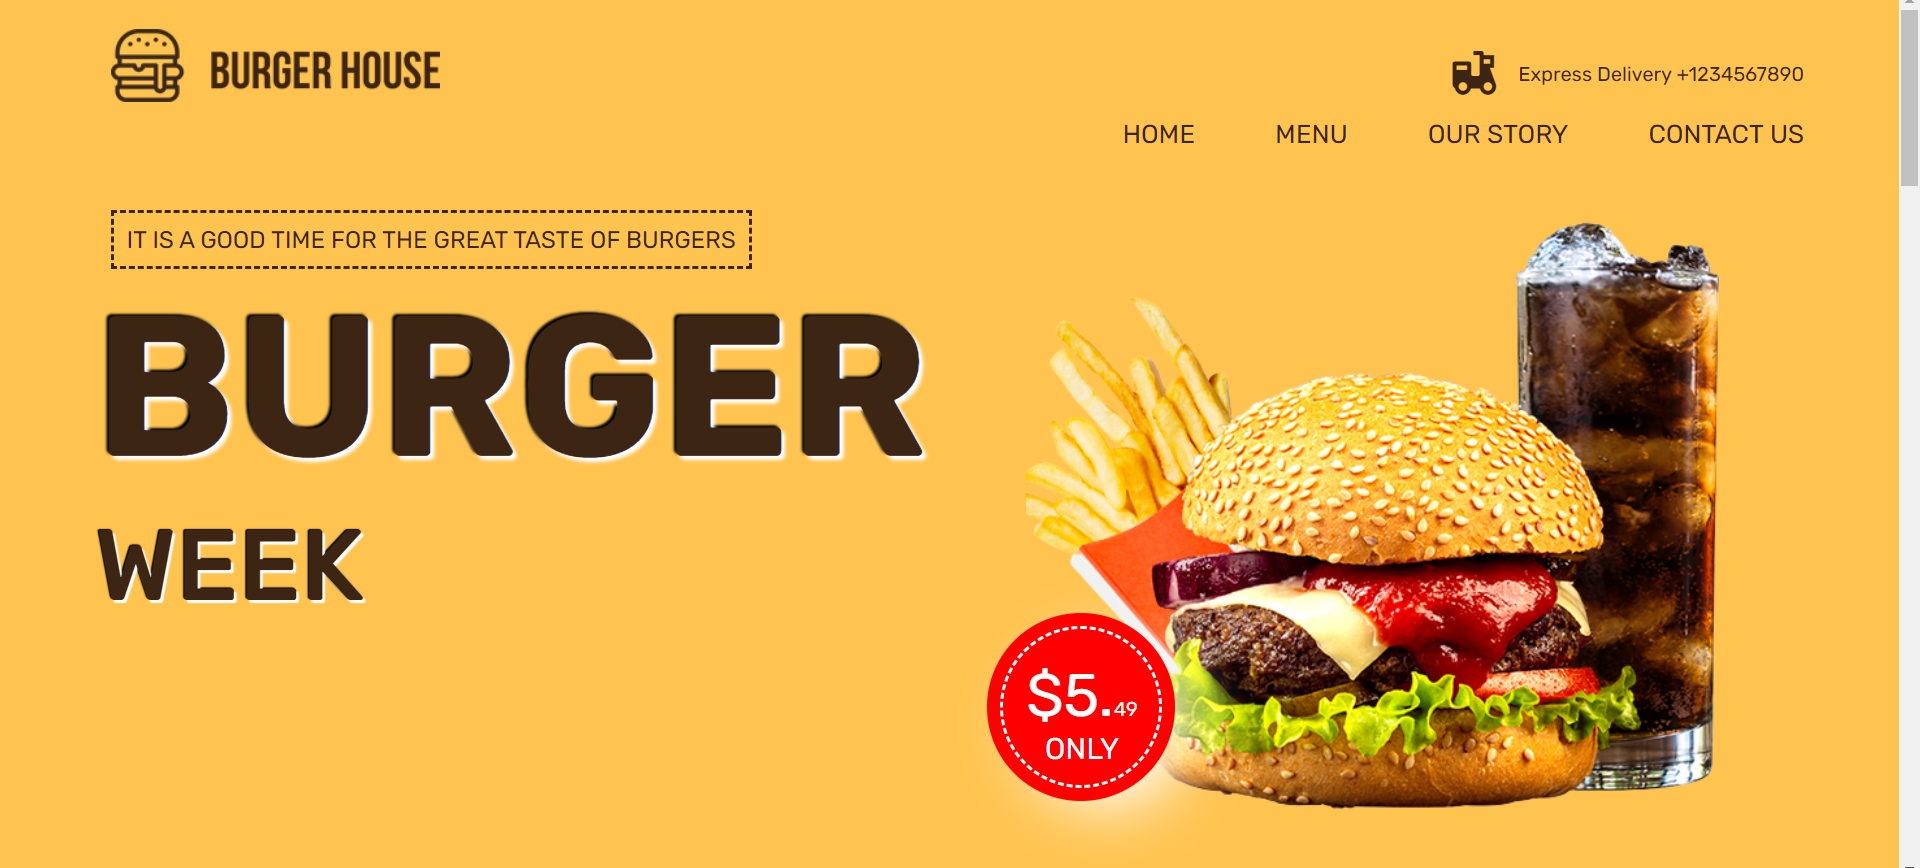 BURGER HOUSE
Express Delivery +1234567890
HOME MENU OUR STORY CONTACT US
IT IS A GOOD TIME FOR THE GREAT TASTE OF BURGERS
BURGER
WEEK
$5.49
ONLY